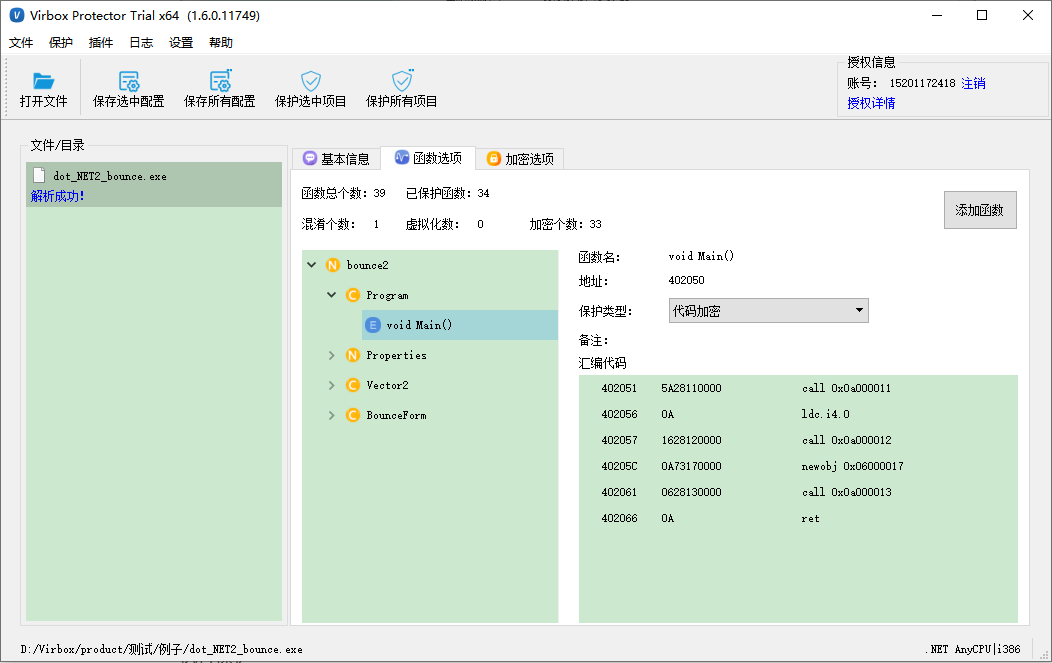 Virbox Protector Trial x64 (1.6.0.11749)
文件 保护 插件 日志 设置 帮助
打开文件 保存选中配置 保存所有配置 保护选中项目 保护所有项目
授权信息
账号： 15201172418 注销
授权详情
文件/目录
dot_NET2_bounce.exe
解析成功!
基本信息 函数选项 加密选项
函数总个数：39 已保护函数：34
混淆个数： 1 虚拟化数： 0 加密个数：33
添加函数
N bounce2
C Program
E void Main()
N Properties
C Vector2
C BounceForm
函数名： void Main()
地址： 402050
保护类型： 代码加密
备注：
汇编代码
402051 5A28110000 call 0x0a000011
402056 0A ldc.i4.0
402057 1628120000 call 0x0a000012
40205C 0A73170000 newobj 0x06000017
402061 0628130000 call 0x0a000013
402066 0A ret
D:/Virbox/product/测试/例子/dot_NET2_bounce.exe
.NET AnyCPU|i386